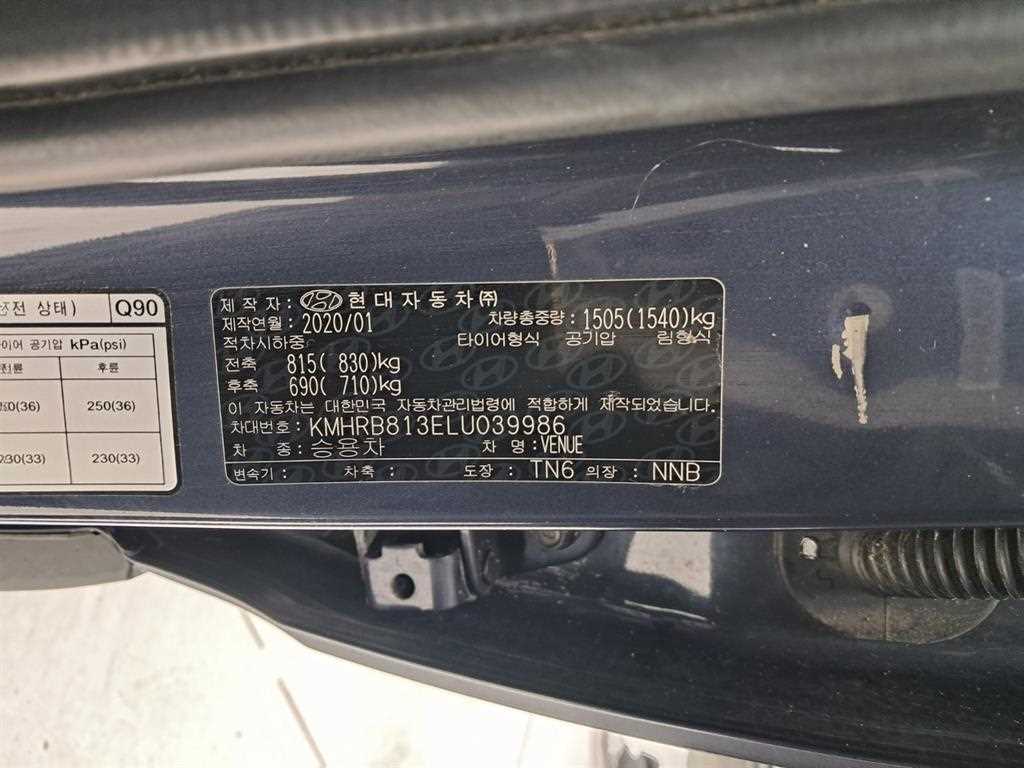 전 상태) Q90
이어 공기압 kPa(psi)
전륜 후륜
250(36) 250(36)
230(33) 230(33)
제 작 자 : 현대자동차㈜
제작연월: 2020/01 차량총중량: 1505(1540)kg
적차시하중 타이어형식 공기압 림형식
전축 815( 830)kg
후축: 690( 710)kg
이 자동차는 대한민국 자동차관리법령에 적합하게 제작되었습니다.
차대번호: KMHRB813ELU039986
차 종 : 승용차 차 명:VENUE
변속기: 차축 : 도장 : TN6 의장 : NNB